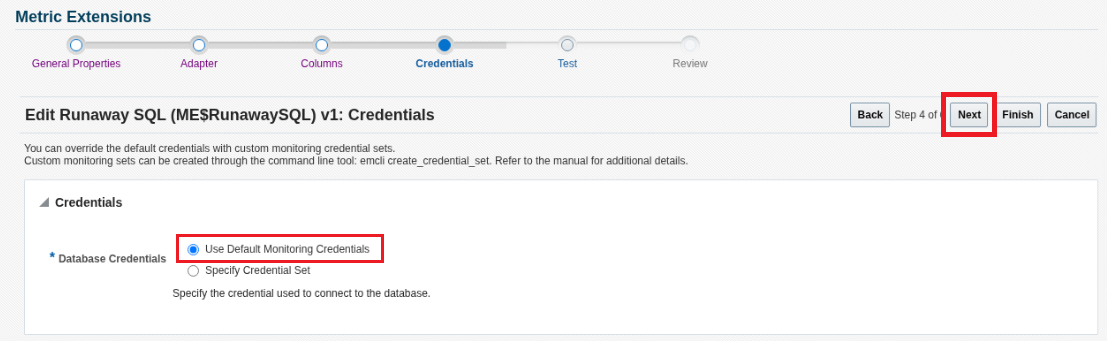 Metric Extensions
General Properties Adapter Columns Credentials Test Review
Edit Runaway SQL (ME$RunawaySQL) v1: Credentials
Back Step 4 of Next Finish Cancel
You can override the default credentials with custom monitoring credential sets.
Custom monitoring sets can be created through the command line tool: emcli create_credential_set. Refer to the manual for additional details.
Credentials
* Database Credentials Use Default Monitoring Credentials
Specify Credential Set
Specify the credential used to connect to the database.